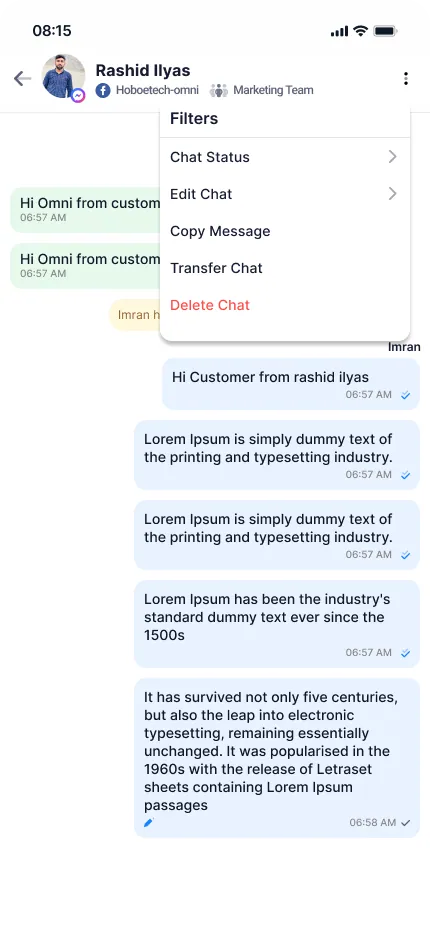 08:15
Rashid Ilyas
Hoboetech-omni Marketing Team
Filters
Chat Status
Edit Chat
Copy Message
Transfer Chat
Delete Chat
Hi Omni from custom
06:57 AM
Hi Omni from custom
06:57 AM
Imran h
Imran
Hi Customer from rashid ilyas
06:57 AM
Lorem Ipsum is simply dummy text of
the printing and typesetting industry.
06:57 AM
Lorem Ipsum is simply dummy text of
the printing and typesetting industry.
06:57 AM
Lorem Ipsum has been the industry's
standard dummy text ever since the
1500s
06:57 AM
It has survived not only five centuries,
but also the leap into electronic
typesetting, remaining essentially
unchanged. It was popularised in the
1960s with the release of Letraset
sheets containing Lorem Ipsum
passages
06:58 AM